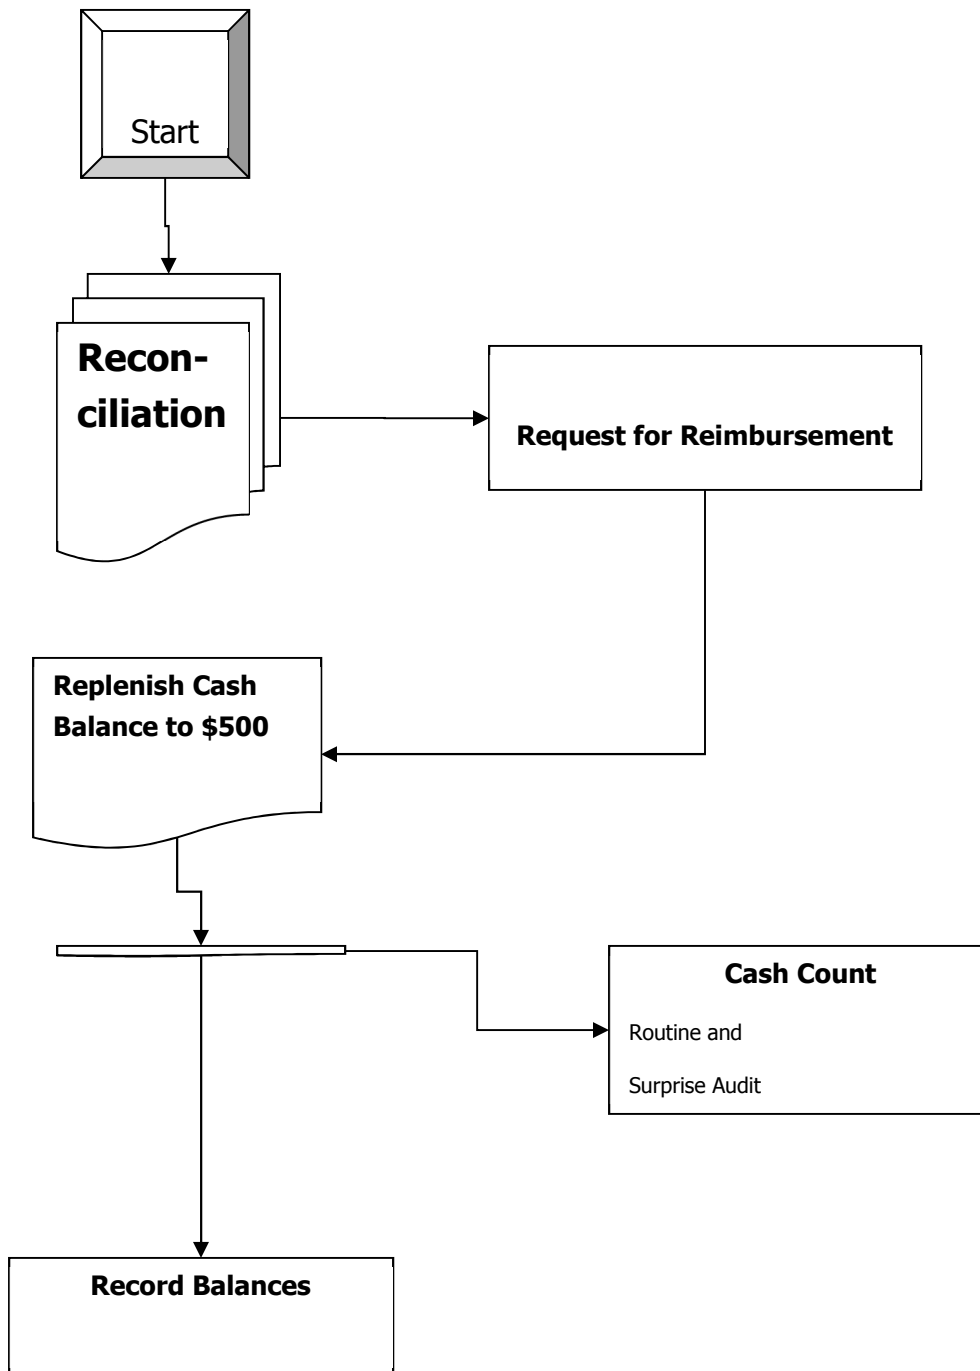 Start
Recon-
ciliation
Request for Reimbursement
Replenish Cash
Balance to $500
Cash Count
Routine and
Surprise Audit
Record Balances